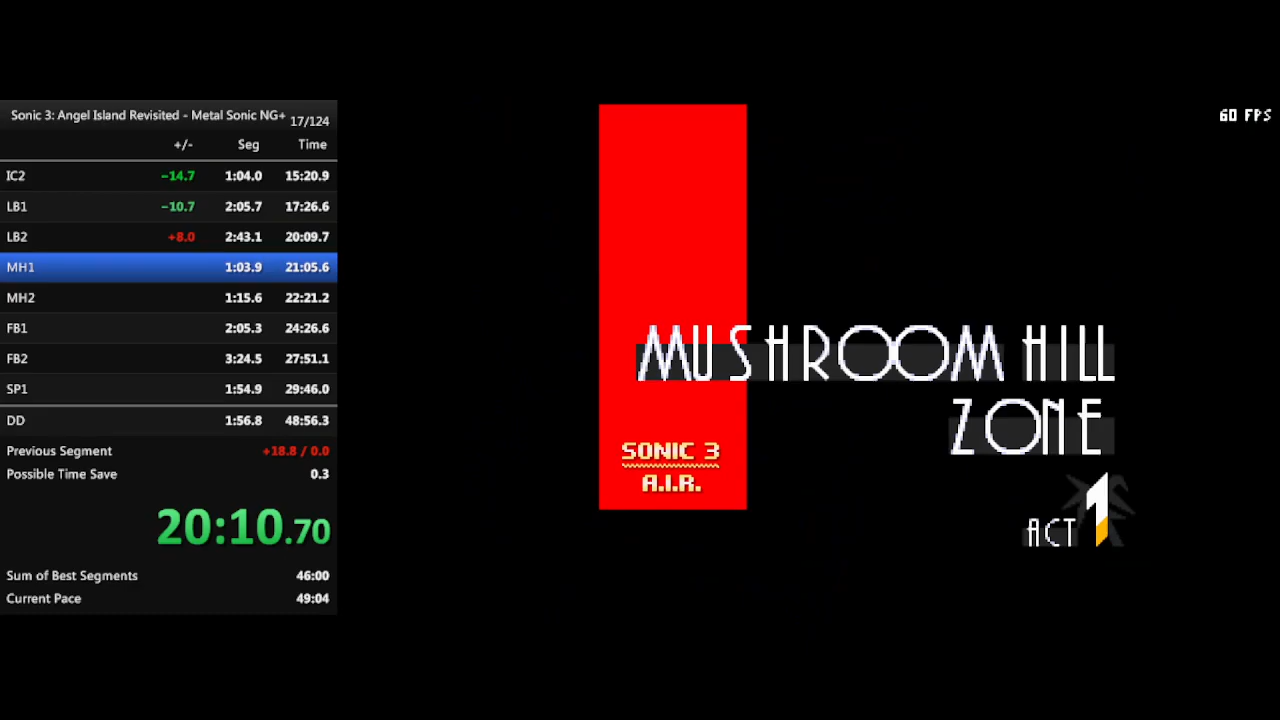 Sonic 3: Angel Island Revisited - Metal Sonic NG+ 17/124
+/- Seg Time
IC2 -14.7 1:04.0 15:20.9
LB1 -10.7 2:05.7 17:26.6
LB2 +8.0 2:43.1 20:09.7
MH1 1:03.9 21:05.6
MH2 1:15.6 22:21.2
FB1 2:05.3 24:26.6
FB2 3:24.5 27:51.1
SP1 1:54.9 29:46.0
DD 1:56.8 48:56.3
Previous Segment +18.8 / 0.0
Possible Time Save 0.3
20:10.70
Sum of Best Segments 46:00
Current Pace 49:04
60 FPS
MUSHROOM HILL
ZONE
SONIC 3
A.I.R.
ACT 1